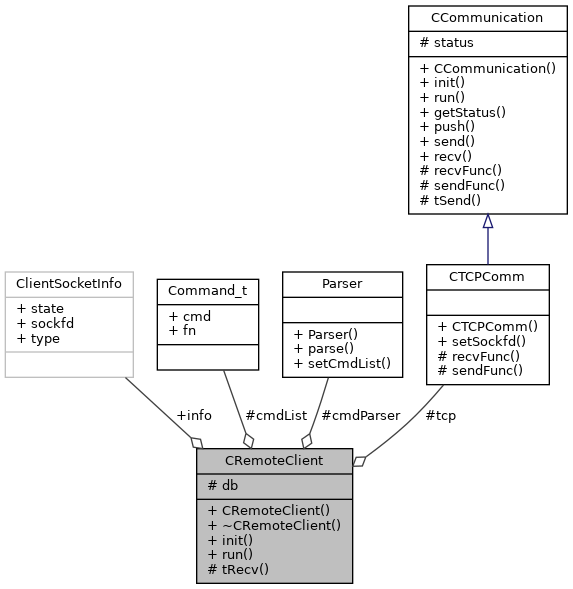 CCommunication
# status
+ CCommunication()
+ init()
+ run()
+ getStatus()
+ push()
+ send()
+ recv()
# recvFunc()
# sendFunc()
# tSend()
ClientSocketInfo
+ state
+ sockfd
+ type
Command_t
+ cmd
+ fn
Parser
+ Parser()
+ parse()
+ setCmdList()
CTCPComm
+ CTCPComm()
+ setSockfd()
# recvFunc()
# sendFunc()
+info
#cmdList
#cmdParser
#tcp
CRemoteClient
# db
+ CRemoteClient()
+ ~CRemoteClient()
+ init()
+ run()
# tRecv()